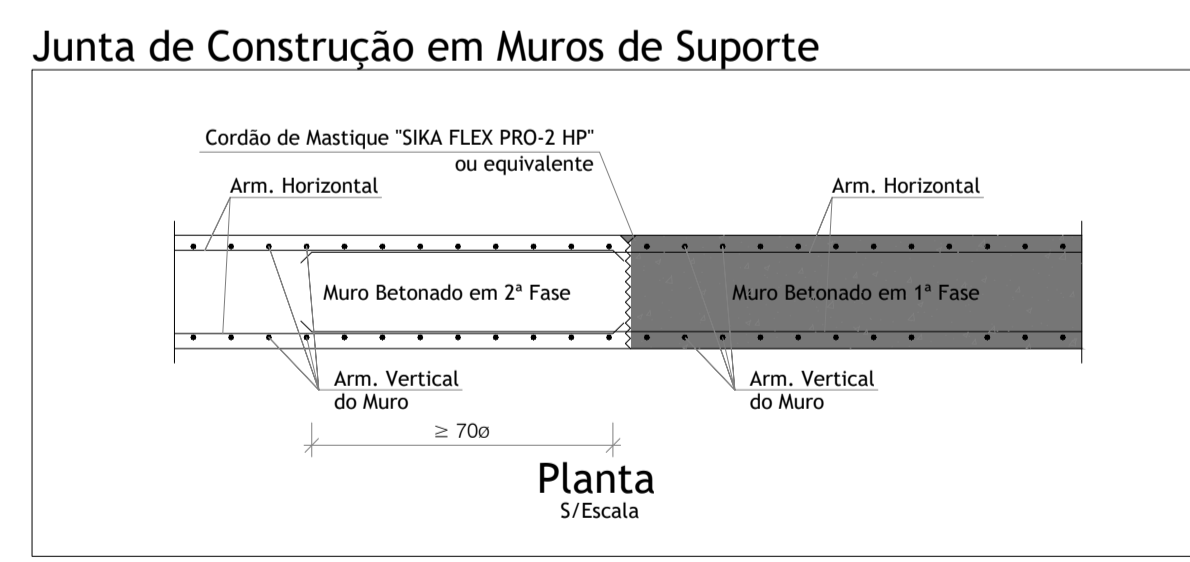 Junta de Construção em Muros de Suporte
Cordão de Mastique "SIKA FLEX PRO-2 HP"
ou equivalente
Arm. Horizontal
Arm. Horizontal
Muro Betonado em 2ª Fase
Muro Betonado em 1ª Fase
Arm. Vertical
do Muro
Arm. Vertical
do Muro
≥ 70ø
Planta
S/Escala